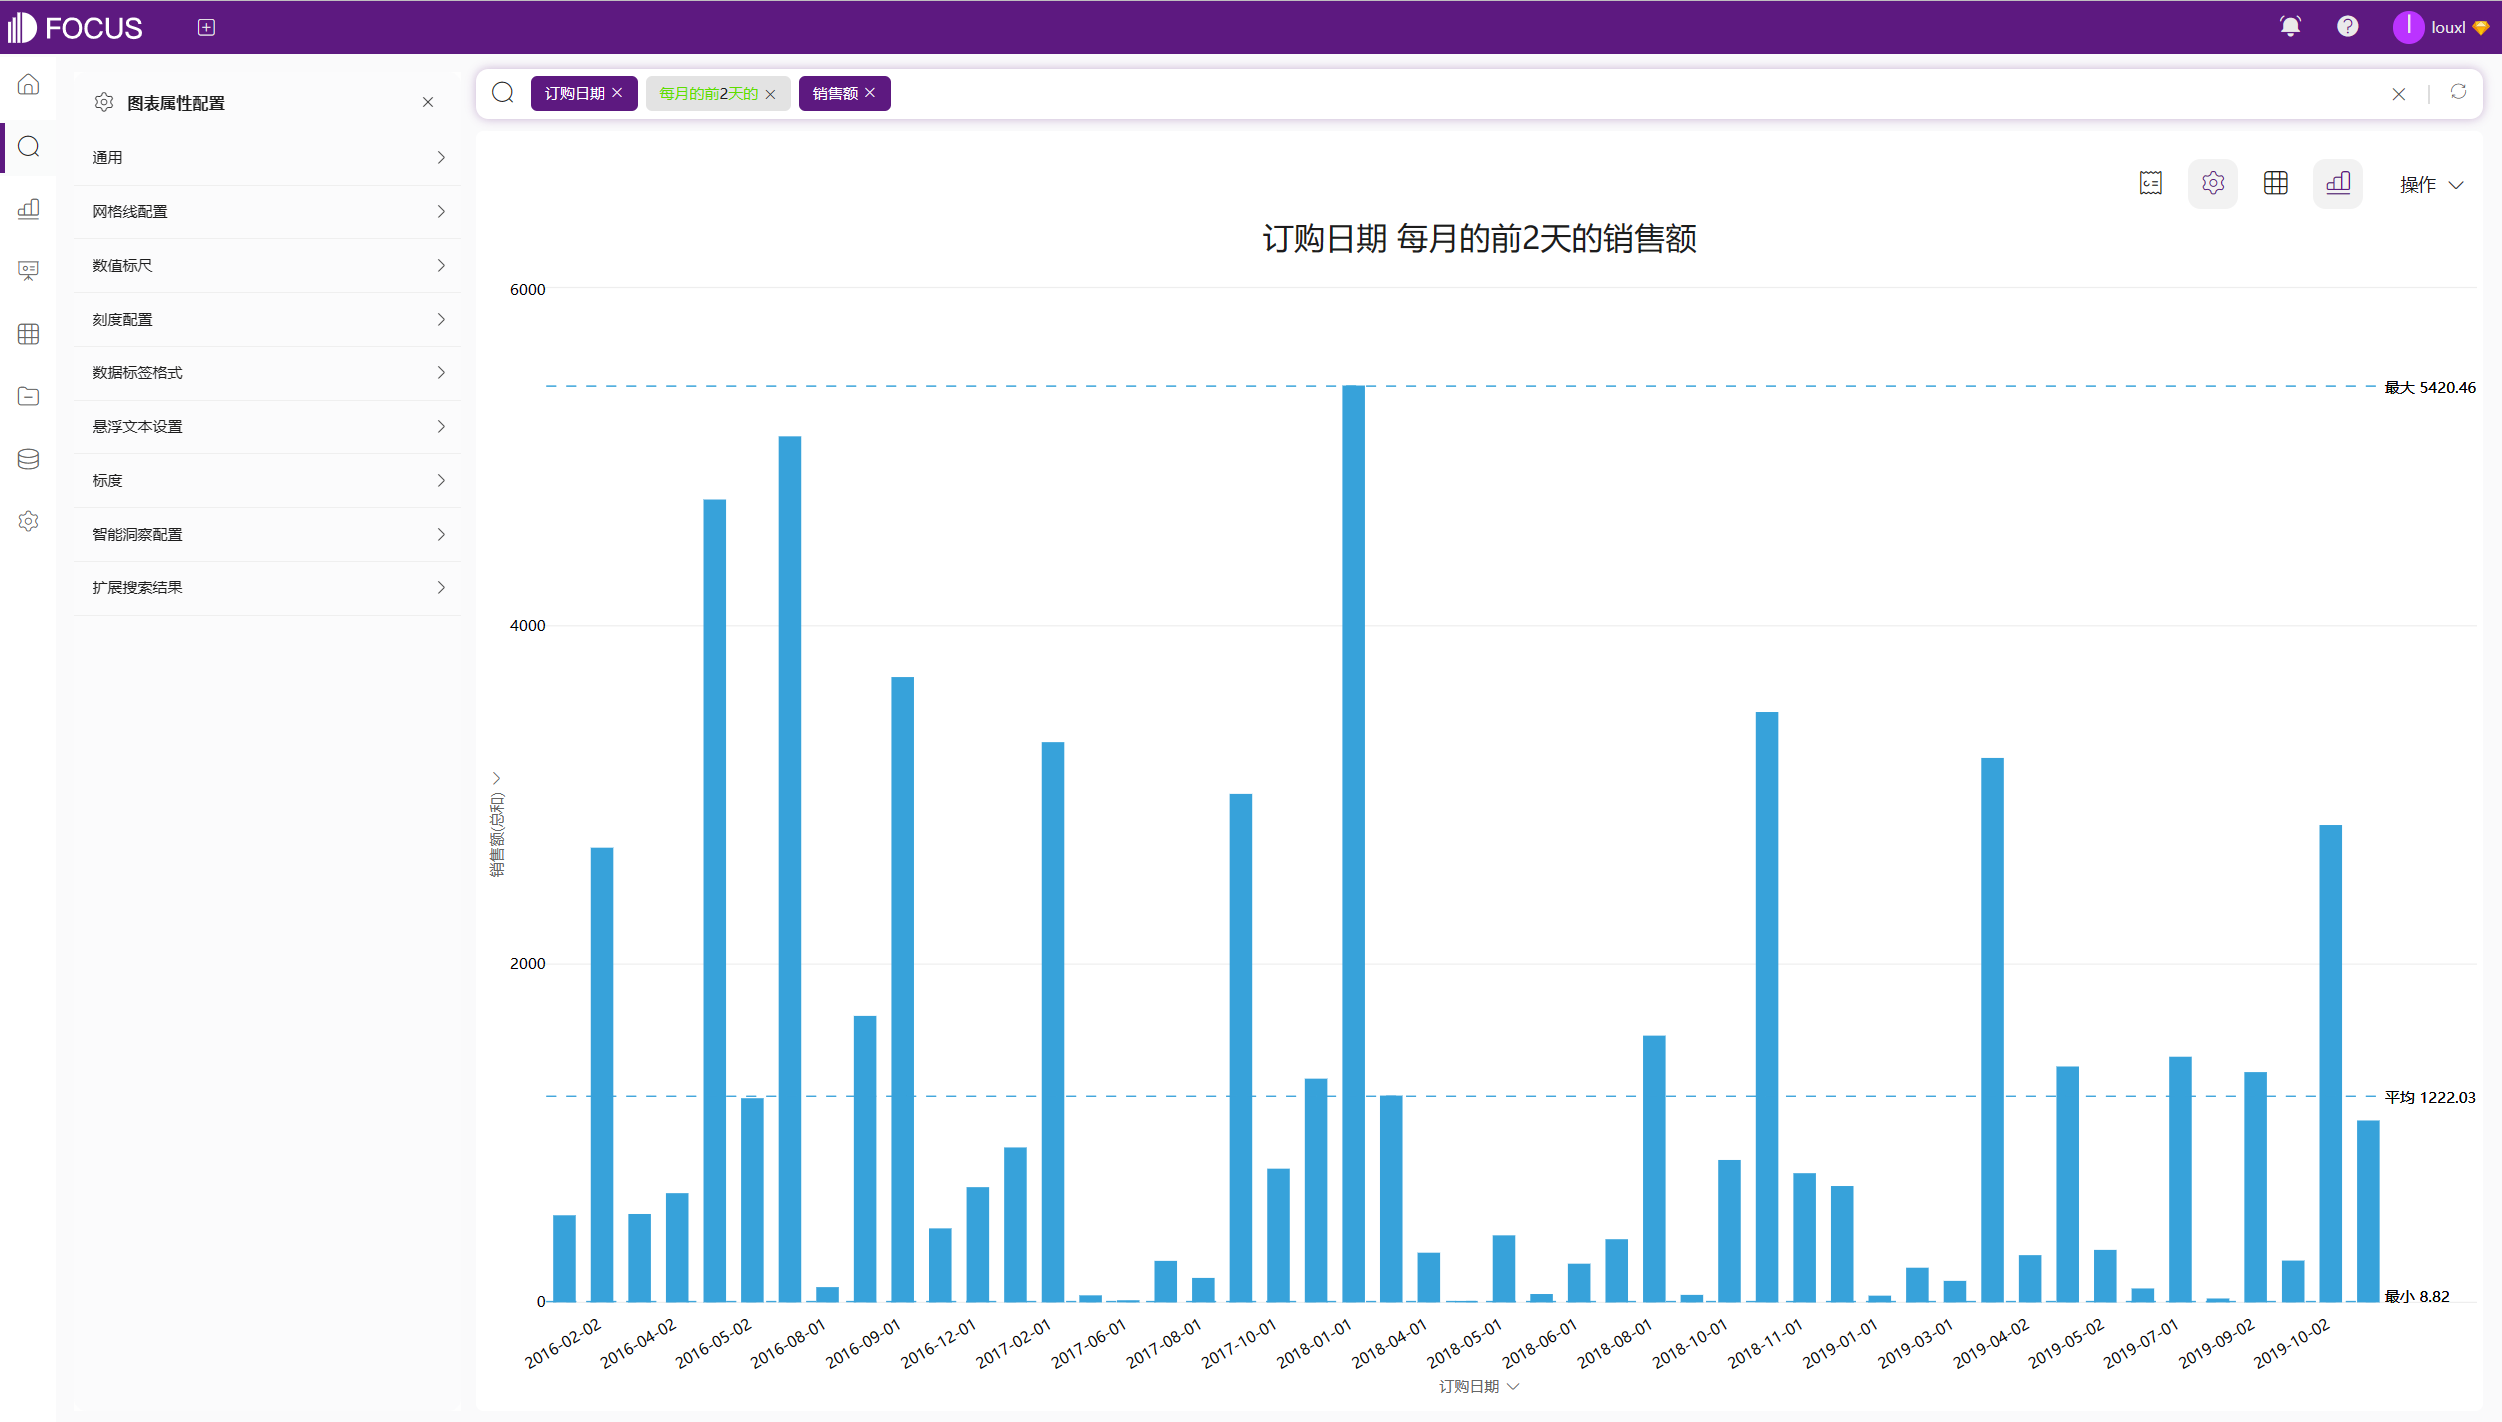 FOCUS
louxl
图表属性配置
通用
网格线配置
数值标尺
刻度配置
数据标签格式
悬浮文本设置
标度
智能洞察配置
扩展搜索结果
订购日期 每月的前2天的 销售额
操作
订购日期 每月的前2天的销售额
6000
最大 5420.46
4000
销售额(总和)
2000
平均 1222.03
0
最小 8.82
2016-02-02
2016-04-02
2016-05-02
2016-08-01
2016-09-01
2016-12-01
2017-02-01
2017-06-01
2017-08-01
2017-10-01
2018-01-01
2018-04-01
2018-05-01
2018-06-01
2018-08-01
2018-10-01
2018-11-01
2019-01-01
2019-03-01
2019-04-02
2019-05-02
2019-07-01
2019-09-02
2019-10-02
订购日期